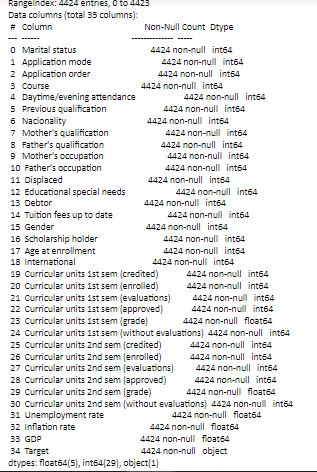 RangeIndex: 4424 entries, 0 to 4423
Data columns (total 35 columns):
# Column Non-Null Count Dtype
--- ------ -------------- -----
0 Marital status 4424 non-null int64
1 Application mode 4424 non-null int64
2 Application order 4424 non-null int64
3 Course 4424 non-null int64
4 Daytime/evening attendance 4424 non-null int64
5 Previous qualification 4424 non-null int64
6 Nacionality 4424 non-null int64
7 Mother's qualification 4424 non-null int64
8 Father's qualification 4424 non-null int64
9 Mother's occupation 4424 non-null int64
10 Father's occupation 4424 non-null int64
11 Displaced 4424 non-null int64
12 Educational special needs 4424 non-null int64
13 Debtor 4424 non-null int64
14 Tuition fees up to date 4424 non-null int64
15 Gender 4424 non-null int64
16 Scholarship holder 4424 non-null int64
17 Age at enrollment 4424 non-null int64
18 International 4424 non-null int64
19 Curricular units 1st sem (credited) 4424 non-null int64
20 Curricular units 1st sem (enrolled) 4424 non-null int64
21 Curricular units 1st sem (evaluations) 4424 non-null int64
22 Curricular units 1st sem (approved) 4424 non-null int64
23 Curricular units 1st sem (grade) 4424 non-null float64
24 Curricular units 1st sem (without evaluations) 4424 non-null int64
25 Curricular units 2nd sem (credited) 4424 non-null int64
26 Curricular units 2nd sem (enrolled) 4424 non-null int64
27 Curricular units 2nd sem (evaluations) 4424 non-null int64
28 Curricular units 2nd sem (approved) 4424 non-null int64
29 Curricular units 2nd sem (grade) 4424 non-null float64
30 Curricular units 2nd sem (without evaluations) 4424 non-null int64
31 Unemployment rate 4424 non-null float64
32 Inflation rate 4424 non-null float64
33 GDP 4424 non-null float64
34 Target 4424 non-null object
dtypes: float64(5), int64(29), object(1)